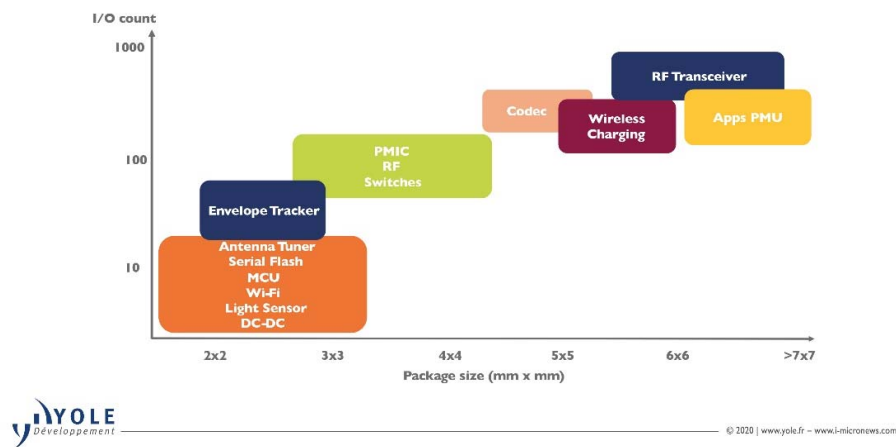 I/O count
1000
RF Transceiver
Codec
Wireless
Charging
Apps PMU
PMIC
RF
Switches
100
Envelope Tracker
Antenna Tuner
Serial Flash
MCU
Wi-Fi
Light Sensor
DC-DC
10
2x2 3x3 4x4 5x5 6x6 >7x7
Package size (mm x mm)
YOLE
Développement
© 2020 | www.yole.fr – www.i-micronews.com